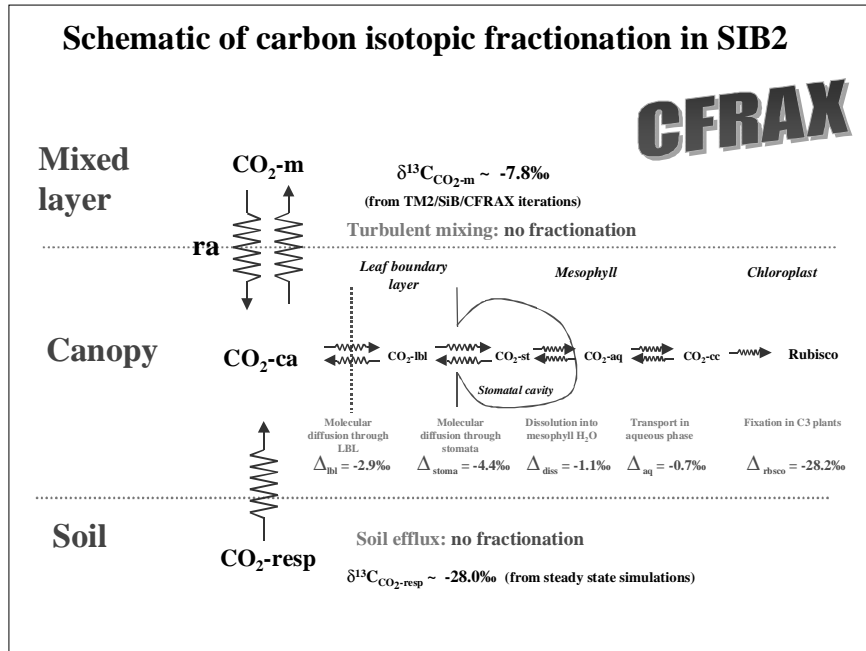 Schematic of carbon isotopic fractionation in SIB2
CFRAX
Mixed
layer
CO₂-m
δ¹³C CO₂-m ~ -7.8‰
(from TM2/SiB/CFRAX iterations)
Turbulent mixing: no fractionation
ra
Leaf boundary
layer
Mesophyll
Chloroplast
Canopy
CO₂-ca
CO₂-lbl
CO₂-st
CO₂-aq
CO₂-cc
Rubisco
Stomatal cavity
Molecular
diffusion through
LBL
Δlbl = -2.9‰
Molecular
diffusion through
stomata
Δstoma = -4.4‰
Dissolution into
mesophyll H₂O
Δdiss = -1.1‰
Transport in
aqueous phase
Δaq = -0.7‰
Fixation in C3 plants
Δrbsco = -28.2‰
Soil
CO₂-resp
Soil efflux: no fractionation
δ¹³C CO₂-resp ~ -28.0‰ (from steady state simulations)